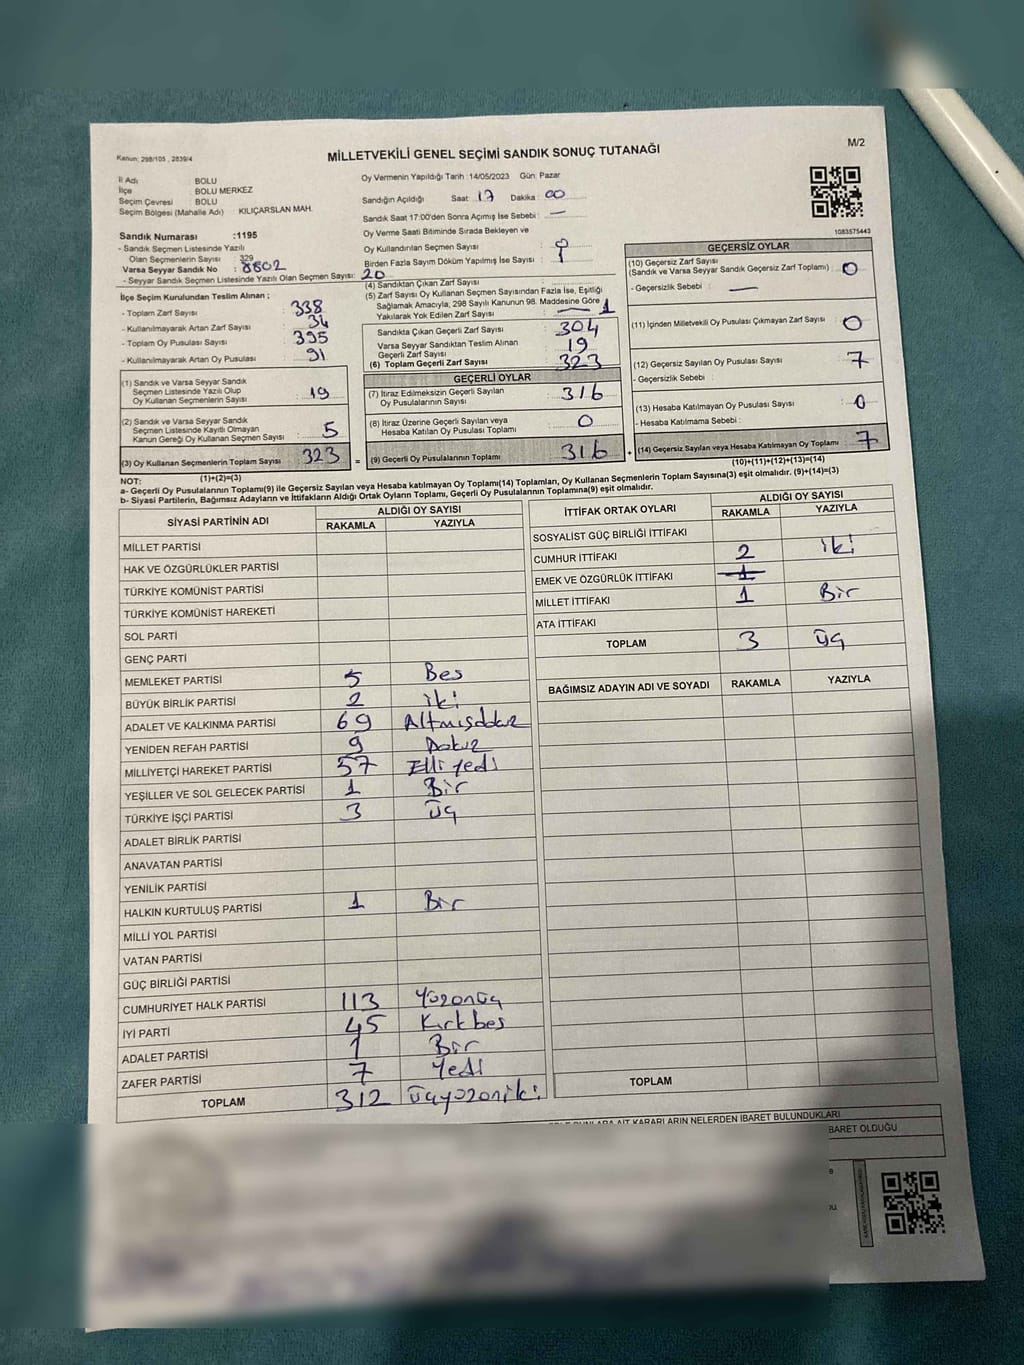 Kanun: 298/105 , 2839/4
M/2
MİLLETVEKİLİ GENEL SEÇİMİ SANDIK SONUÇ TUTANAĞI
İl Adı : BOLU
İlçe : BOLU MERKEZ
Seçim Çevresi : BOLU
Seçim Bölgesi (Mahalle Adı) : KILIÇARSLAN MAH.
Sandık Numarası :1195
- Sandık Seçmen Listesinde Yazılı
Olan Seçmenlerin Sayısı : 329
Varsa Seyyar Sandık No : 8802
- Seyyar Sandık Seçmen Listesinde Yazılı Olan Seçmen Sayısı: 20
İlçe Seçim Kurulundan Teslim Alınan ;
- Toplam Zarf Sayısı : 338
- Kullanılmayarak Artan Zarf Sayısı : 34
- Toplam Oy Pusulası Sayısı : 395
- Kullanılmayarak Artan Oy Pusulası : 91
(1) Sandık ve Varsa Seyyar Sandık
Seçmen Listesinde Yazılı Olup
Oy Kullanan Seçmenlerin Sayısı : 19
(2) Sandık ve Varsa Seyyar Sandık
Seçmen Listesinde Kayıtlı Olmayan
Kanun Gereği Oy Kullanan Seçmen Sayısı : 5
(3) Oy Kullanan Seçmenlerin Toplam Sayısı 323
(1)+(2)=(3)
Oy Vermenin Yapıldığı Tarih :14/05/2023 Gün: Pazar
Sandığın Açıldığı Saat: 17 Dakika: 00
Sandık Saat 17:00'den Sonra Açımış İse Sebebi : —
Oy Verme Saati Bitiminde Sırada Bekleyen ve
Oy Kullandırılan Seçmen Sayısı :
Birden Fazla Sayım Döküm Yapılmış İse Sayısı :
(4) Sandıktan Çıkan Zarf Sayısı :
(5) Zarf Sayısı Oy Kullanan Seçmen Sayısından Fazla İse, Eşitliği
Sağlamak Amacıyla, 298 Sayılı Kanunun 98. Maddesine Göre
Yakılarak Yok Edilen Zarf Sayısı : — 1
Sandıkta Çıkan Geçerli Zarf Sayısı : 304
Varsa Seyyar Sandıktan Teslim Alınan
Geçerli Zarf Sayısı : 19
(6) Toplam Geçerli Zarf Sayısı : 323
GEÇERLİ OYLAR
(7) İtiraz Edilmeksizin Geçerli Sayılan
Oy Pusulalarının Sayısı : 316
(8) İtiraz Üzerine Geçerli Sayılan veya
Hesaba Katılan Oy Pusulası Toplamı : 0
= (9) Geçerli Oy Pusulalarının Toplamı 316
1083575443
GEÇERSİZ OYLAR
(10) Geçersiz Zarf Sayısı
(Sandık ve Varsa Seyyar Sandık Geçersiz Zarf Toplamı) : 0
- Geçersizlik Sebebi : —
(11) İçinden Milletvekili Oy Pusulası Çıkmayan Zarf Sayısı : 0
(12) Geçersiz Sayılan Oy Pusulası Sayısı : 7
- Geçersizlik Sebebi :
(13) Hesaba Katılmayan Oy Pusulası Sayısı : 0
- Hesaba Katılmama Sebebi :
+ (14) Geçersiz Sayılan veya Hesaba Katılmayan Oy Toplamı 7
(10)+(11)+(12)+(13)=(14)
NOT:
a- Geçerli Oy Pusulalarının Toplamı(9) ile Geçersiz Sayılan veya Hesaba katılmayan Oy Toplamı(14) Toplamları, Oy Kullanan Seçmenlerin Toplam Sayısına(3) eşit olmalıdır. (9)+(14)=(3)
b- Siyasi Partilerin, Bağımsız Adayların ve İttifakların Aldığı Ortak Oyların Toplamı, Geçerli Oy Pusulalarının Toplamına(9) eşit olmalıdır.
SİYASİ PARTİNİN ADI ALDIĞI OY SAYISI
RAKAMLA YAZIYLA
MİLLET PARTİSİ
HAK VE ÖZGÜRLÜKLER PARTİSİ
TÜRKİYE KOMÜNİST PARTİSİ
TÜRKİYE KOMÜNİST HAREKETİ
SOL PARTİ
GENÇ PARTİ
MEMLEKET PARTİSİ 5 Beş
BÜYÜK BİRLİK PARTİSİ 2 iki
ADALET VE KALKINMA PARTİSİ 69 Altmışdokuz
YENİDEN REFAH PARTİSİ 9 Dokuz
MİLLİYETÇİ HAREKET PARTİSİ 57 Elli yedi
YEŞİLLER VE SOL GELECEK PARTİSİ 1 Bir
TÜRKİYE İŞÇİ PARTİSİ 3 üç
ADALET BİRLİK PARTİSİ
ANAVATAN PARTİSİ
YENİLİK PARTİSİ
HALKIN KURTULUŞ PARTİSİ 1 Bir
MİLLİ YOL PARTİSİ
VATAN PARTİSİ
GÜÇ BİRLİĞİ PARTİSİ
CUMHURİYET HALK PARTİSİ 113 Yüzonüç
İYİ PARTİ 45 Kırkbeş
ADALET PARTİSİ 1 Bir
ZAFER PARTİSİ 7 Yedi
TOPLAM 312 üçyüzoniki
İTTİFAK ORTAK OYLARI ALDIĞI OY SAYISI
RAKAMLA YAZIYLA
SOSYALİST GÜÇ BİRLİĞİ İTTİFAKI
CUMHUR İTTİFAKI 2 iki
EMEK VE ÖZGÜRLÜK İTTİFAKI 1
MİLLET İTTİFAKI 1 Bir
ATA İTTİFAKI
TOPLAM 3 üç
BAĞIMSIZ ADAYIN ADI VE SOYADI RAKAMLA YAZIYLA
TOPLAM
KARARLARIN NELERDEN İBARET BULUNDUKLARI
BARET OLDUĞU